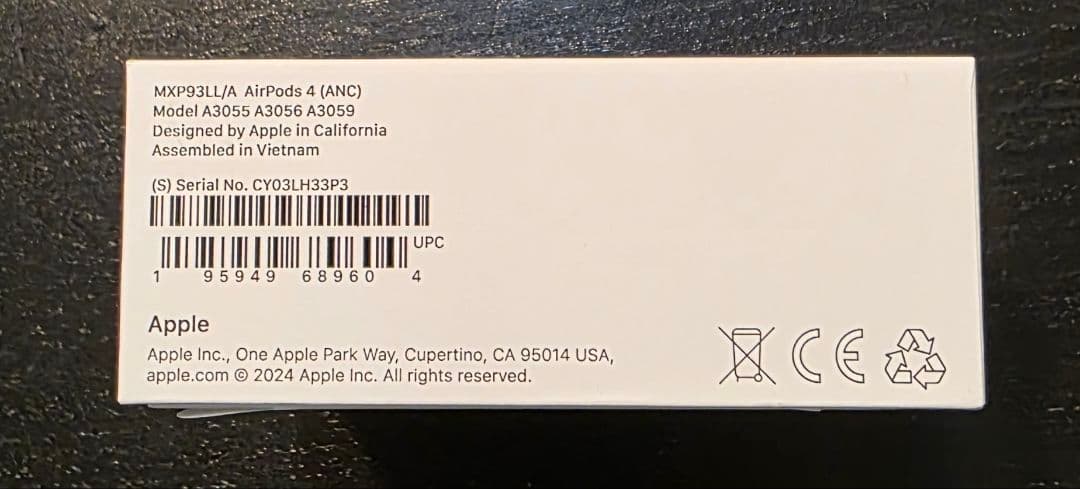 MXP93LL/A AirPods 4 (ANC)
Model A3055 A3056 A3059
Designed by Apple in California
Assembled in Vietnam
(S) Serial No. CY03LH33P3
UPC
1 95949 68960 4
Apple
Apple Inc., One Apple Park Way, Cupertino, CA 95014 USA,
apple.com © 2024 Apple Inc. All rights reserved.
CE